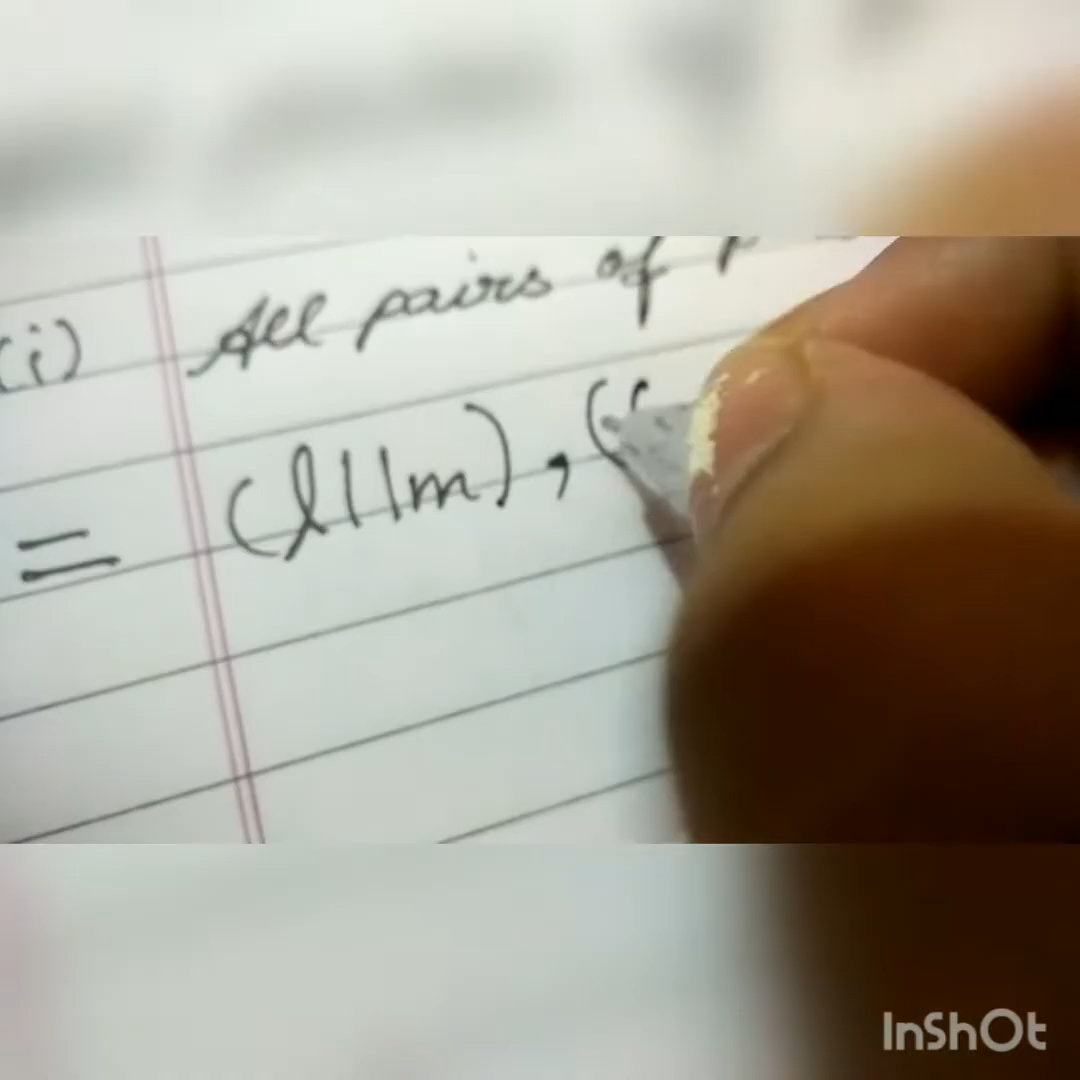 (i) All pairs of
= (l||m), (
InShOt